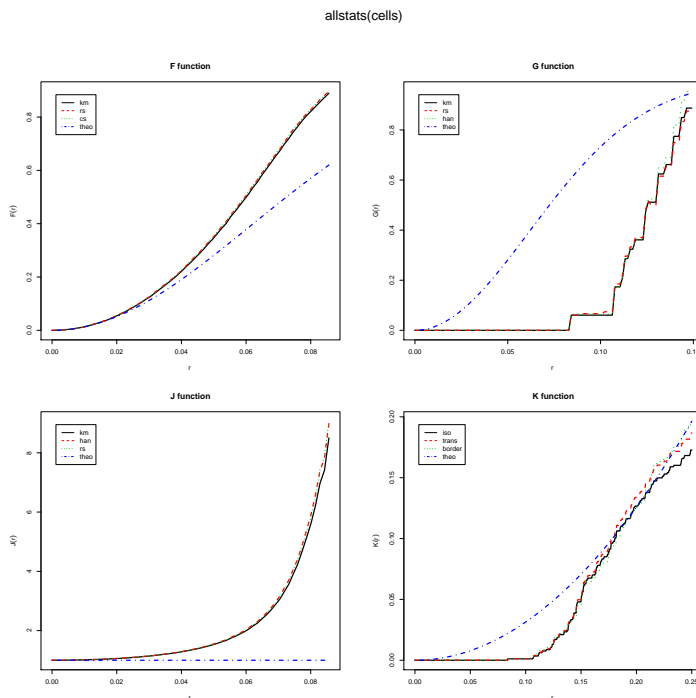 allstats(cells)
F function
km
rs
cs
theo
F(r)
0.0
0.2
0.4
0.6
0.8
0.00
0.02
0.04
0.06
0.08
r
G function
km
rs
han
theo
G(r)
0.0
0.2
0.4
0.6
0.8
0.00
0.05
0.10
0.15
r
J function
km
han
rs
theo
J(r)
2
4
6
8
0.00
0.02
0.04
0.06
0.08
r
K function
iso
trans
border
theo
K(r)
0.00
0.05
0.10
0.15
0.20
0.00
0.05
0.10
0.15
0.20
0.25